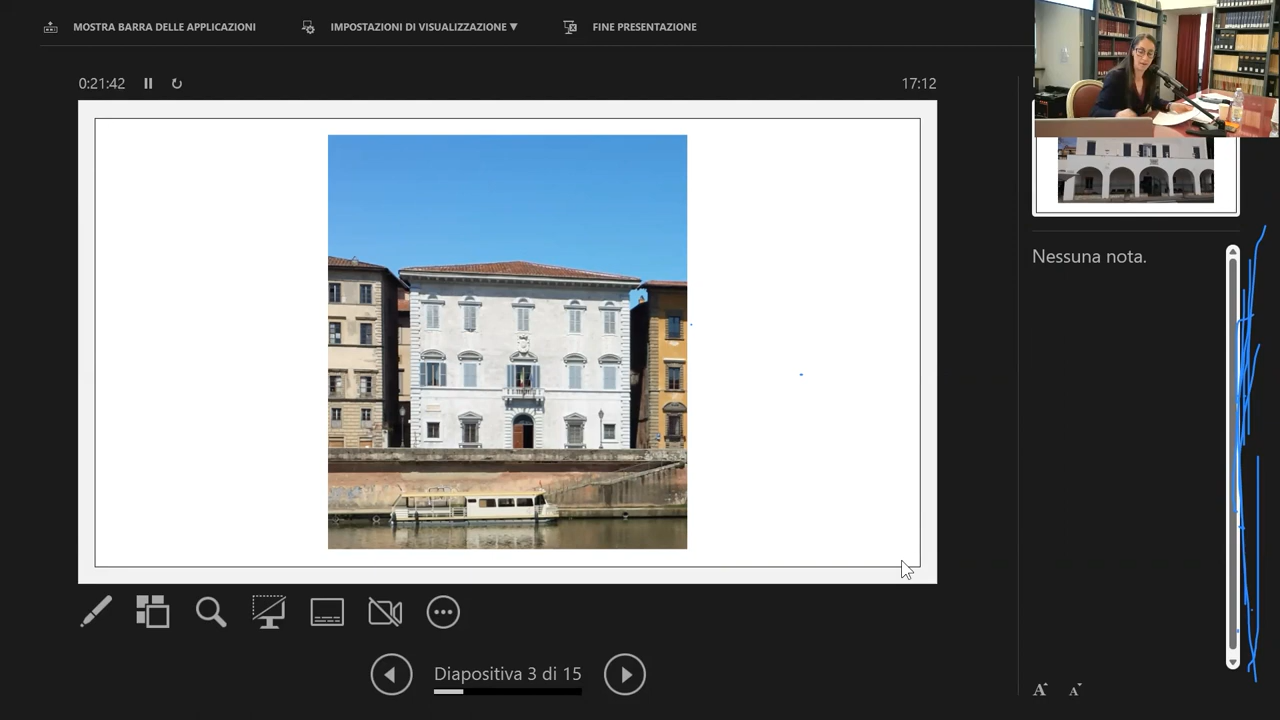 MOSTRA BARRA DELLE APPLICAZIONI
IMPOSTAZIONI DI VISUALIZZAZIONE ▼
FINE PRESENTAZIONE
0:21:42
17:12
Nessuna nota.
Diapositiva 3 di 15
A A